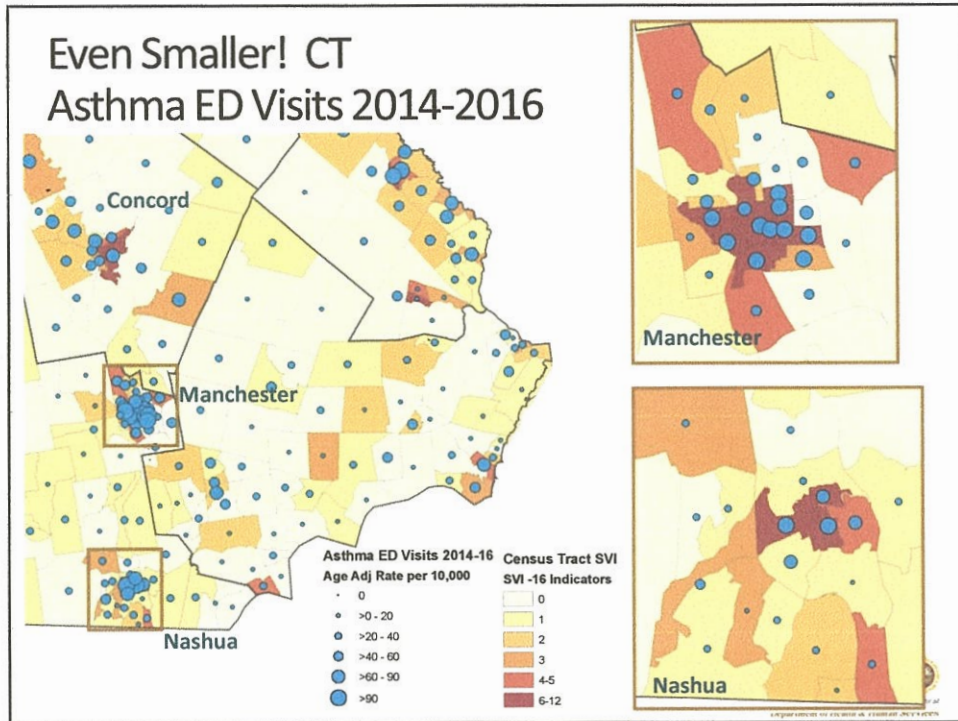 Even Smaller! CT
Asthma ED Visits 2014-2016
Concord
Manchester
Nashua
Asthma ED Visits 2014-16
Age Adj Rate per 10,000
0
>0 - 20
>20 - 40
>40 - 60
>60 - 90
>90
Census Tract SVI
SVI -16 Indicators
0
1
2
3
4-5
6-12
Manchester
Nashua